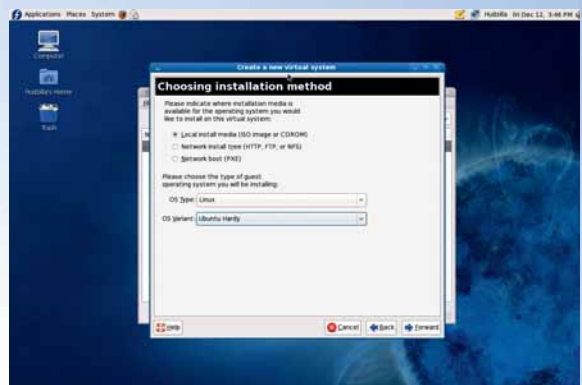 Applications Places System Huttilla Fri Dec 12, 3:46 PM
Computer
Huttilla's Home
Trash
Create a new virtual system
Choosing installation method
Please indicate where installation media is
available for the operating system you would
like to install on this virtual system:
Local install media (ISO image or CDROM)
Network install tree (HTTP, FTP, or NFS)
Network boot (PXE)
Please choose the type of guest
operating system you will be installing:
OS Type: Linux
OS Variant: Ubuntu Hardy
Help Cancel Back Forward